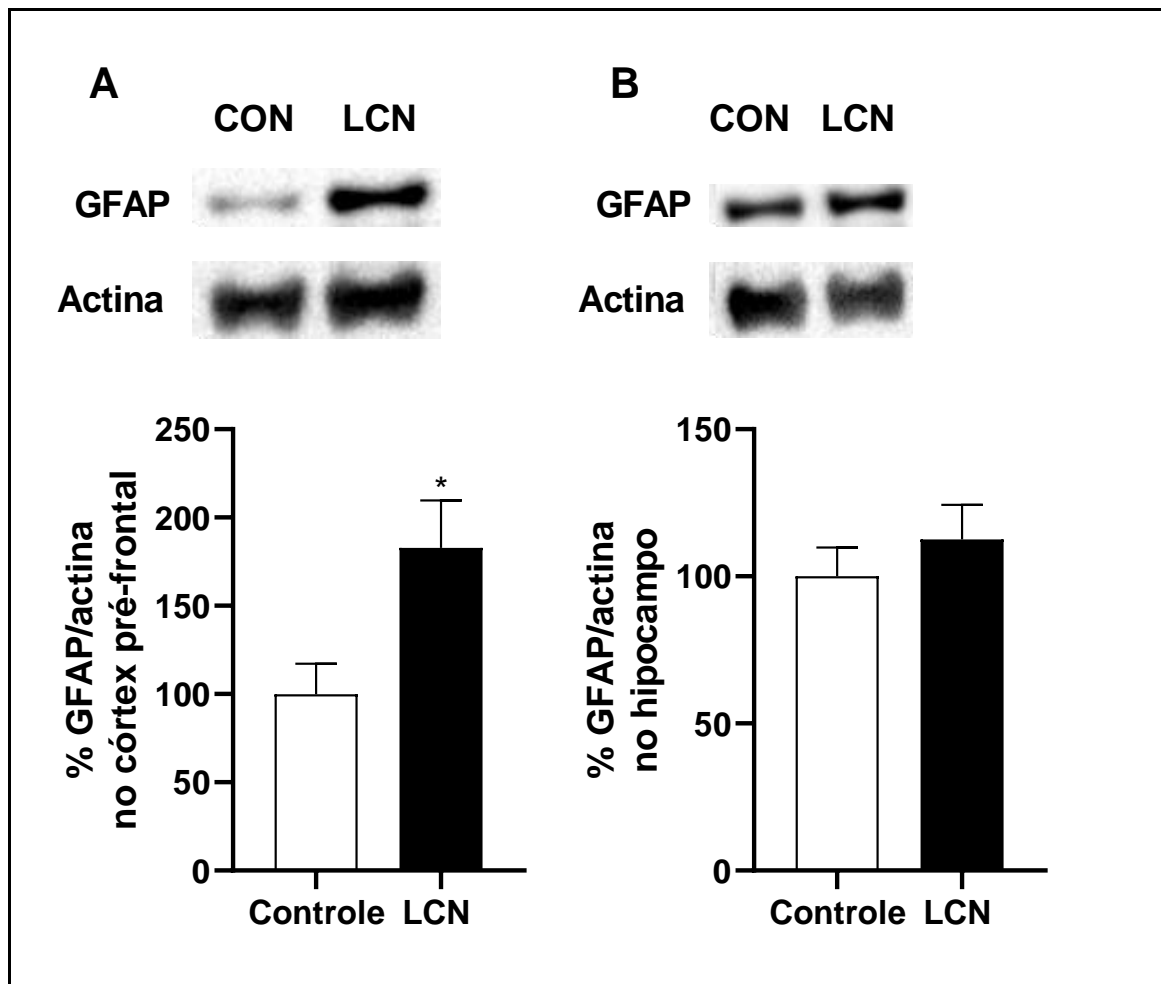 A
CON LCN
GFAP
Actina
% GFAP/actina
no córtex pré-frontal
250
200
150
100
50
0
*
Controle LCN
B
CON LCN
GFAP
Actina
% GFAP/actina
no hipocampo
150
100
50
0
Controle LCN